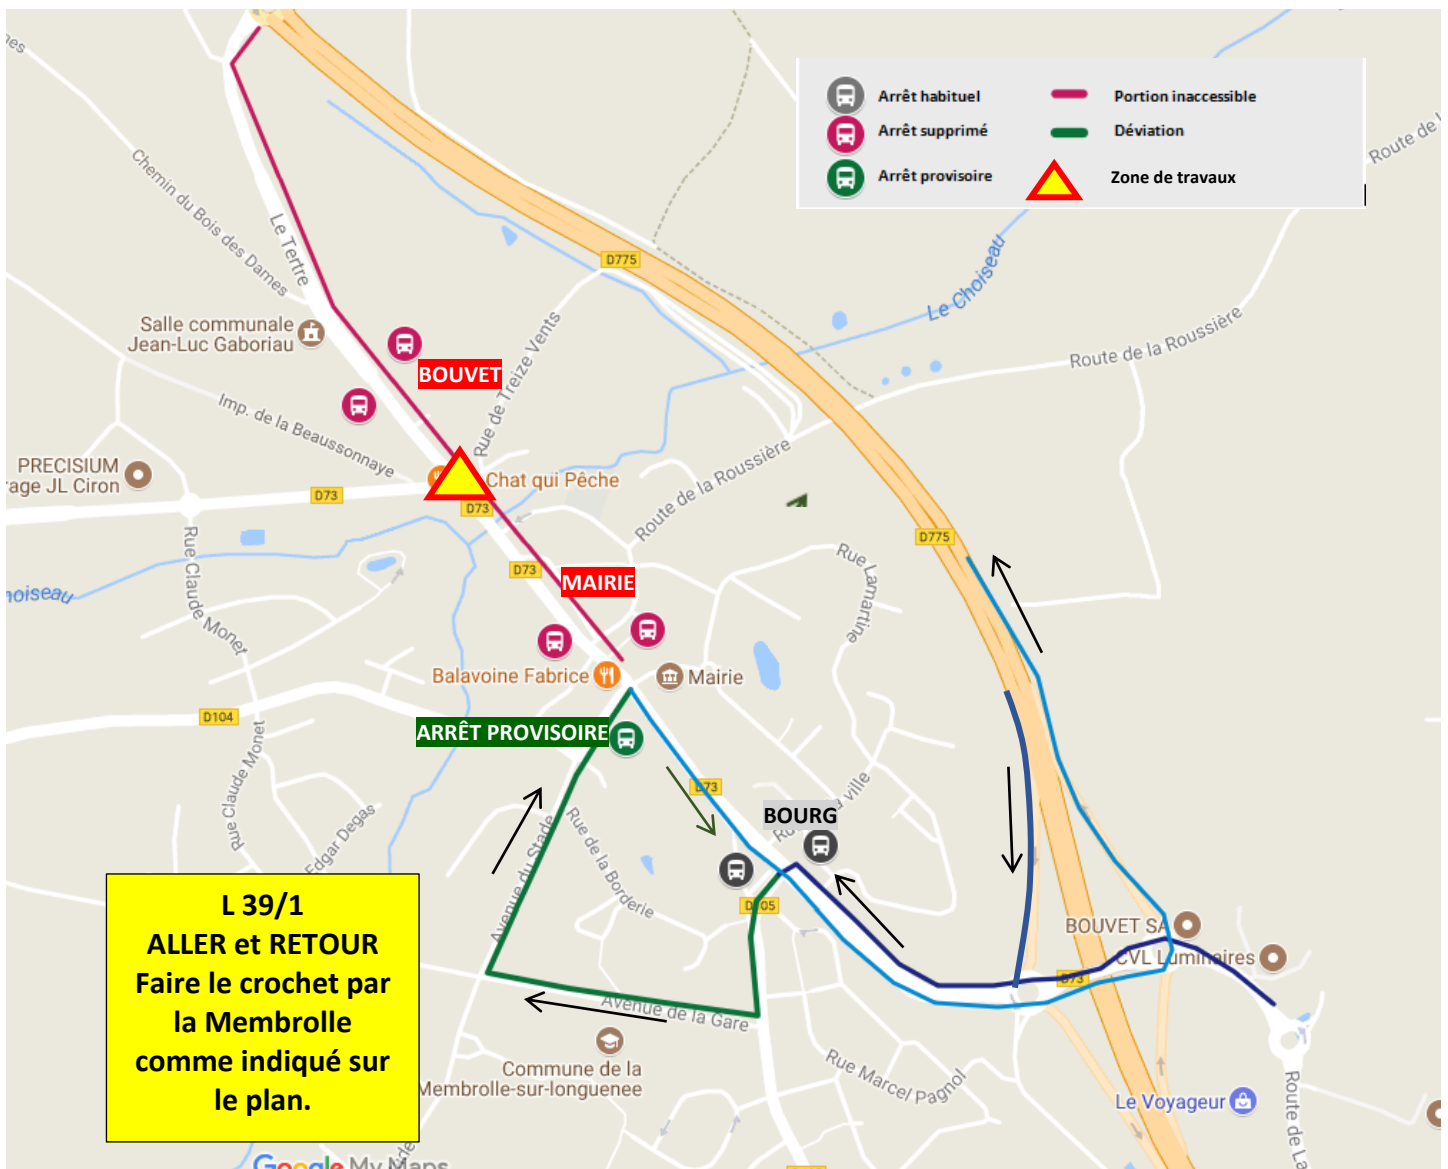 Arrêt habituel
Portion inaccessible
Arrêt supprimé
Déviation
Arrêt provisoire
Zone de travaux
Route de
Chemin du Bois des Dames
Le Tertre
D775
Le Choiseau
Route de la Roussière
Salle communale
Jean-Luc Gaboriau
BOUVET
Rue de Treize Vents
Imp. de la Beaussonnaye
PRECISIUM
rage JL Ciron
D73
Chat qui Pêche
D73
Route de la Roussière
D775
Rue Claude Monet
D73
MAIRIE
Rue Lamartine
hoiseau
Balavoine Fabrice
Mairie
D104
ARRÊT PROVISOIRE
D73
Rue Claude Monet
BOURG
ville
Edgar Degas
Avenue du Stade
Rue de la Borderie
L 39/1
ALLER et RETOUR
Faire le crochet par
la Membrolle
comme indiqué sur
le plan.
BOUVET SA
CVL Luminaires
D73
Avenue de la Gare
Commune de la
Membrolle-sur-longuenee
Rue Marcel Pagnol
Le Voyageur
Route de La
Google My Maps